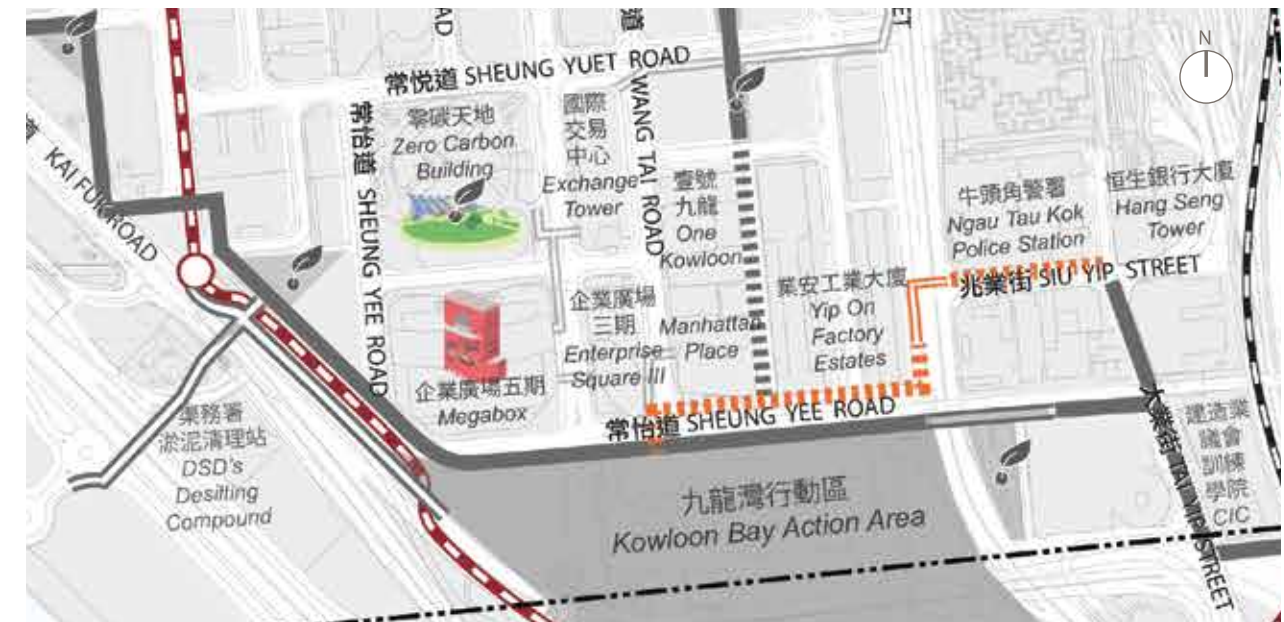 N
AD
道
STREET
常悅道 SHEUNG YUET ROAD
道 KAI FUK ROAD
常怡道 SHEUNG YEE ROAD
零碳天地
Zero Carbon
Building
國際
交易
中心
Exchange
Tower
WANG TAI ROAD
壹號
九龍
One
Kowloon
牛頭角警署
Ngau Tau Kok
Police Station
恒生銀行大廈
Hang Seng
Tower
兆業街 SIU YIP STREET
業安工業大廈
Yip On
Factory
Estates
企業廣場
三期
Enterprise
Square III
Manhattan
Place
企業廣場五期
Megabox
常怡道 SHEUNG YEE ROAD
渠務署
淤泥清理站
DSD's
Desilting
Compound
九龍灣行動區
Kowloon Bay Action Area
大業街 TAI YIP STREET
建造業
議會
訓練
學院
CIC